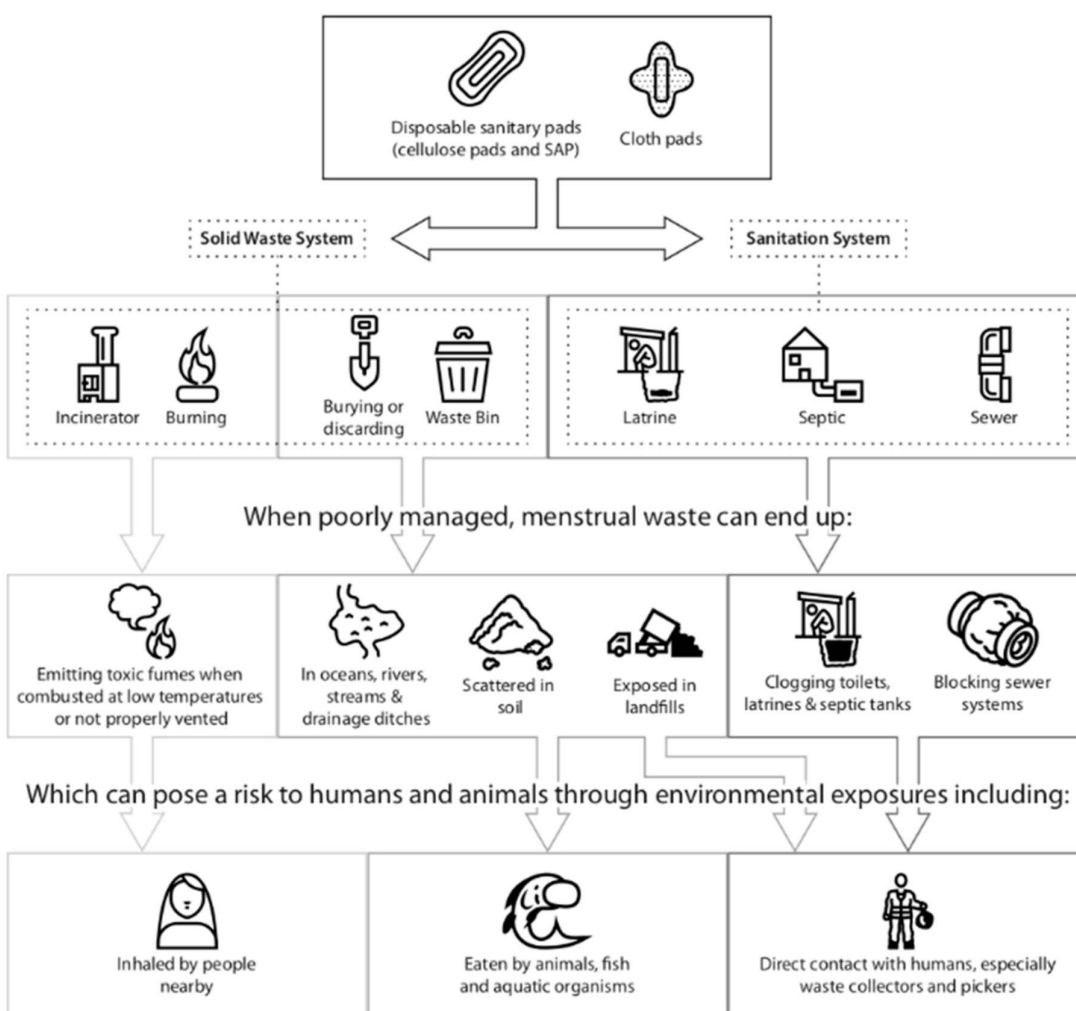 Disposable sanitary pads
(cellulose pads and SAP)
Cloth pads
Solid Waste System
Sanitation System
Incinerator
Burning
Burying or
discarding
Waste Bin
Latrine
Septic
Sewer
When poorly managed, menstrual waste can end up:
Emitting toxic fumes when
combusted at low temperatures
or not properly vented
In oceans, rivers,
streams &
drainage ditches
Scattered in
soil
Exposed in
landfills
Clogging toilets,
latrines & septic tanks
Blocking sewer
systems
Which can pose a risk to humans and animals through environmental exposures including:
Inhaled by people
nearby
Eaten by animals, fish
and aquatic organisms
Direct contact with humans, especially
waste collectors and pickers